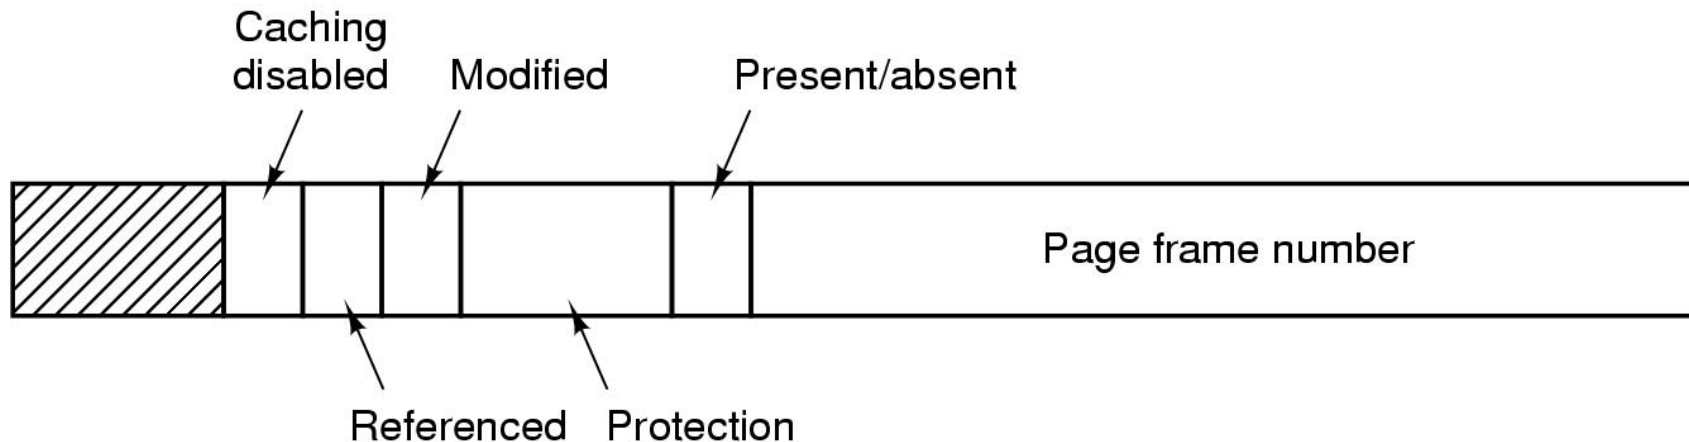 Caching
disabled
Modified
Present/absent
Page frame number
Referenced
Protection